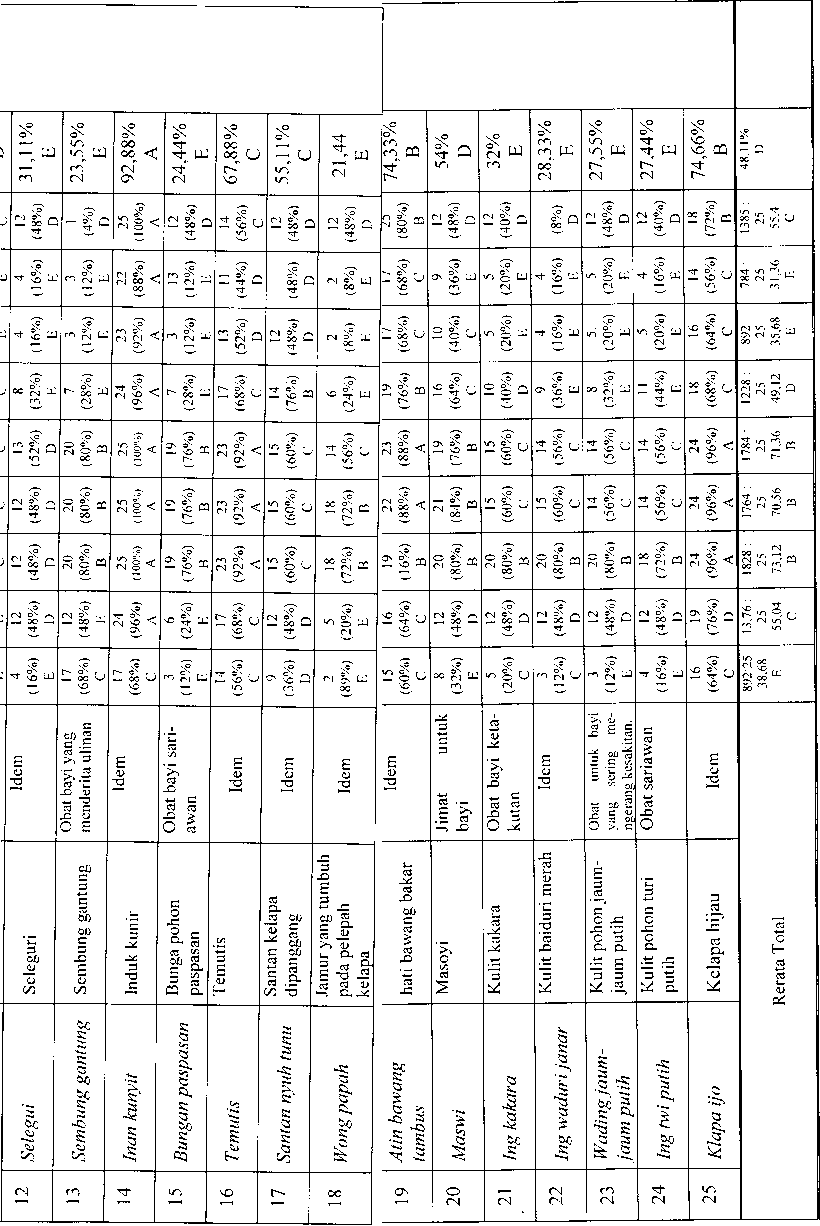 12 Selegui Seleguri Idem 4 12 12 12 13 8 4 4 12 31,11%
(16%) (48%) (48%) (48%) (52%) (32%) (16%) (16%) (48%) E
E D D D D E E E D
13 Sembung gantung Sembung gantung Obat bayi yang 17 12 20 20 20 7 3 3 1 23,55%
menderita ulinan (68%) (48%) (80%) (80%) (80%) (28%) (12%) (12%) (4%) E
C E B B B E E E D
14 Inan kunyit Induk kunir Idem 17 24 25 25 25 24 23 22 25 92,88%
(68%) (96%) (100%) (100%) (100%) (96%) (92%) (88%) (100%) A
C A A A A A A A A
15 Bungan paspasan Bunga pohon Obat bayi sari- 3 6 19 19 19 7 3 13 12 24,44%
paspasan awan (12%) (24%) (76%) (76%) (76%) (28%) (12%) (12%) (48%) E
E E B B B E E E D
16 Temutis Temutis Idem 14 17 23 23 23 17 13 11 14 67,88%
(56%) (68%) (92%) (92%) (92%) (68%) (52%) (44%) (56%) C
C C A A A C D D C
17 Santan nyuh tunu Santan kelapa Idem 9 12 15 15 15 14 12 12 55,11%
dipanggang (36%) (48%) (60%) (60%) (60%) (76%) (48%) (48%) (48%) C
D D C C C B D D D
18 Wong papah Jamur yang tumbuh Idem 2 5 18 18 14 6 2 2 12 21,44
pada pelepah (89%) (20%) (72%) (72%) (56%) (24%) (8%) (8%) (48%) E
kelapa E E B B C E E E D
19 Atin bawang hati bawang bakar Idem 15 16 19 22 23 19 17 17 25 74,33%
tambus (60%) (64%) (16%) (88%) (88%) (76%) (68%) (68%) (80%) B
C C B A A B C C B
20 Maswi Masoyi Jimat untuk 8 12 20 21 19 16 10 9 12 54%
bayi (32%) (48%) (80%) (84%) (76%) (64%) (40%) (36%) (48%) D
E D B B B C C E D
21 Ing kakara Kulit kakara Obat bayi keta- 5 12 20 15 15 10 5 5 12 32%
kutan (20%) (48%) (80%) (60%) (60%) (40%) (20%) (20%) (40%) E
C D B C C D E E D
22 Ing waduri janar Kulit baiduri merah Idem 3 12 20 15 14 9 4 4 12 28,33%
(12%) (48%) (80%) (60%) (56%) (36%) (16%) (16%) (8%) E
C D B C C E E E D
23 Wading jaum- Kulit pohon jaum- Obat untuk bayi 3 12 20 14 14 8 5 5 12 27,55%
jaum putih jaum putih yang sering me- (12%) (48%) (80%) (56%) (56%) (32%) (20%) (20%) (48%) E
ngerang kesakitan. E D B C C E E E D
24 Ing twi putih Kulit pohon turi Obat sariawan 4 12 18 14 14 11 5 4 12 27,44%
putih (16%) (48%) (72%) (56%) (56%) (44%) (20%) (16%) (40%) E
E D B C C E E E D
25 Klapa ijo Kelapa hijau Idem 16 19 24 24 24 18 16 14 18 74,66%
(64%) (76%) (96%) (96%) (96%) (68%) (64%) (56%) (72%) B
C D A A A C C C B
Rerata Total 892:25 13.76: 1828: 1764: 1784: 1228: 892 784: 1385: 48,11%
38,68 25 25 25 25 25 25 25 25 D
E 55,04 73,12 70,56 71,36 49,12 35,68 31,36 55,4
C B B B D E E C